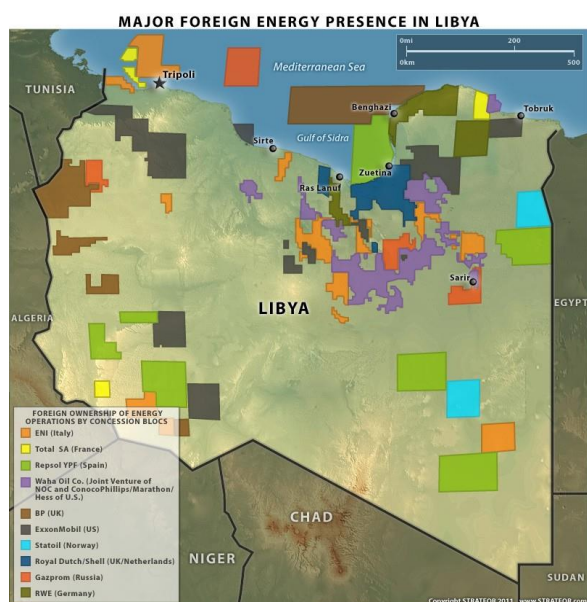 MAJOR FOREIGN ENERGY PRESENCE IN LIBYA
0mi 200
0km 500
Mediterranean Sea
TUNISIA
Tripoli
Benghazi
Tobruk
Gulf of Sidra
Sirte
Zuetina
Ras Lanuf
Sarir
LIBYA
ALGERIA
EGYPT
FOREIGN OWNERSHIP OF ENERGY
OPERATIONS BY CONCESSION BLOCS
ENI (Italy)
Total SA (France)
Repsol YPF (Spain)
Waha Oil Co. (Joint Venture of
NOC and ConocoPhillips/Marathon/
Hess of U.S.)
BP (UK)
ExxonMobil (US)
Statoil (Norway)
Royal Dutch/Shell (UK/Netherlands)
Gazprom (Russia)
RWE (Germany)
CHAD
NIGER
SUDAN
Copyright STRATFOR 2011 www.STRATFOR.com